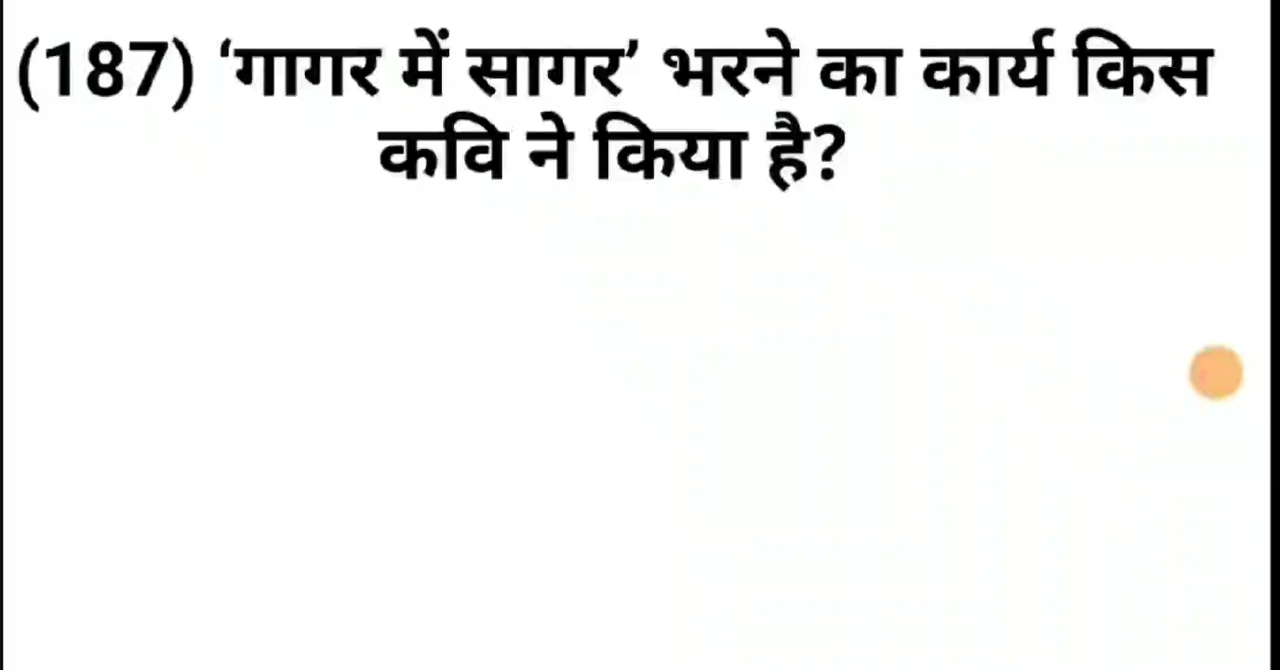 (187) ‘गागर में सागर’ भरने का कार्य किस
कवि ने किया है?